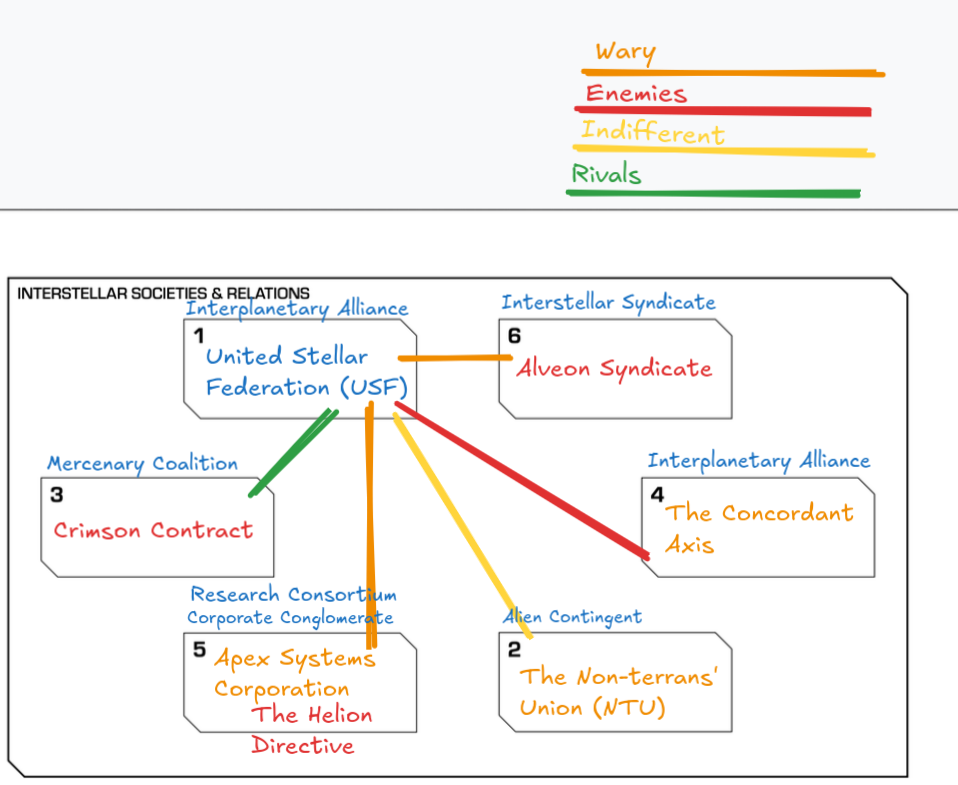 Wary
Enemies
Indifferent
Rivals
INTERSTELLAR SOCIETIES & RELATIONS
Interplanetary Alliance
1
United Stellar
Federation (USF)
Interstellar Syndicate
6
Alveon Syndicate
Mercenary Coalition
3
Crimson Contract
Interplanetary Alliance
4
The Concordant
Axis
Research Consortium
Corporate Conglomerate
5
Apex Systems
Corporation
The Helion
Directive
Alien Contingent
2
The Non-terrans'
Union (NTU)